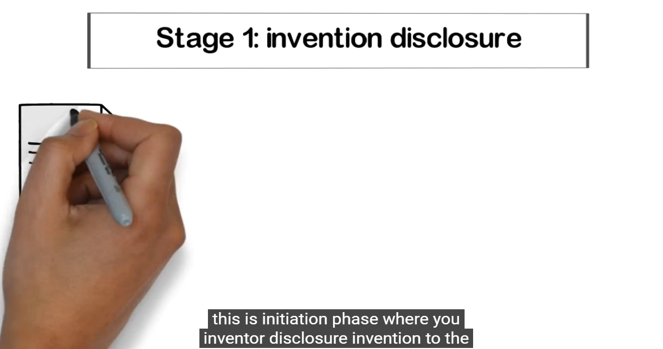 Stage 1: invention disclosure
this is initiation phase where you
inventor disclosure invention to the